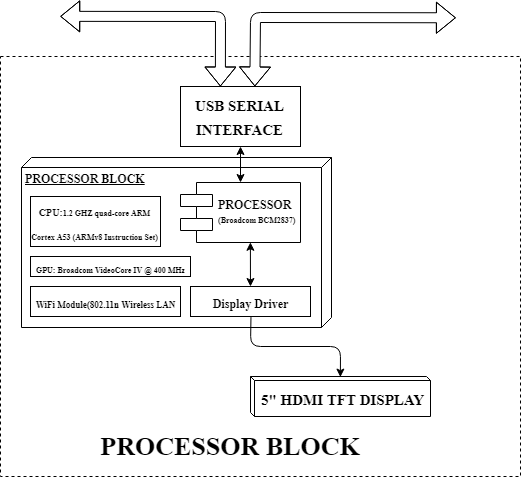 USB SERIAL
INTERFACE
PROCESSOR BLOCK
PROCESSOR
(Broadcom BCM2837)
CPU:1.2 GHZ quad-core ARM
Cortex A53 (ARMv8 Instruction Set)
GPU: Broadcom VideoCore IV @ 400 MHz
WiFi Module(802.11n Wireless LAN
Display Driver
5" HDMI TFT DISPLAY
PROCESSOR BLOCK